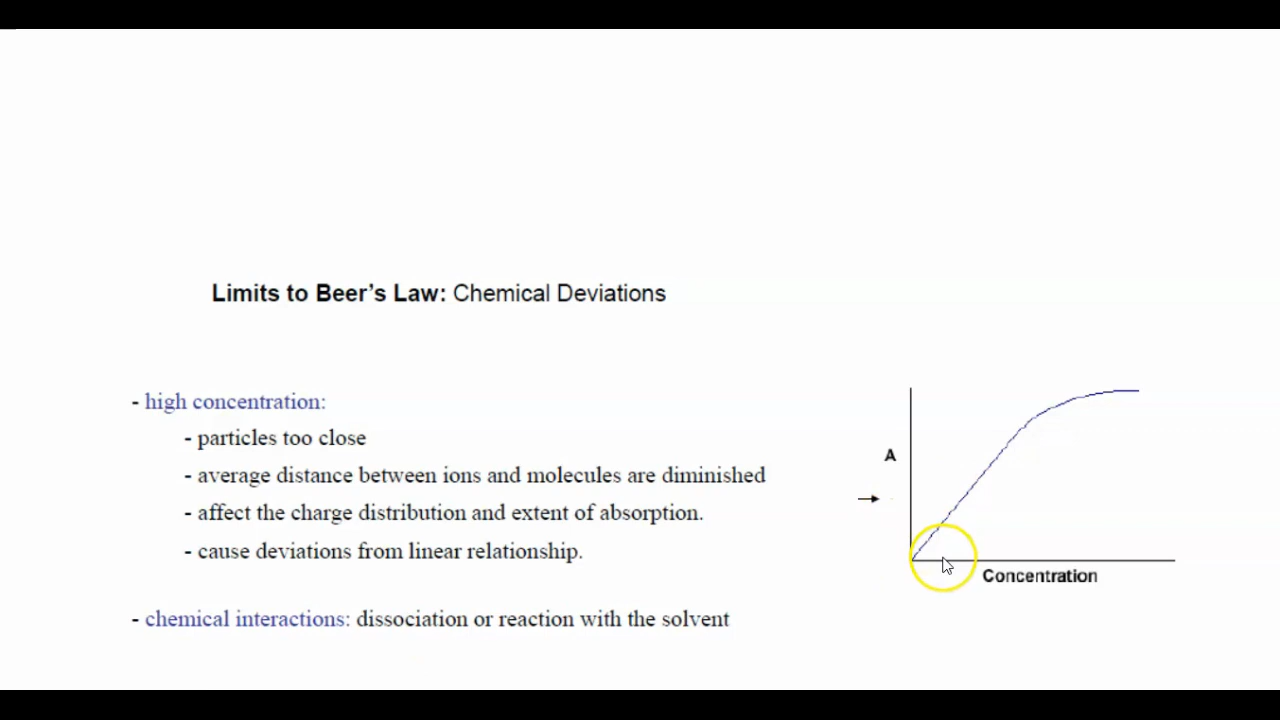 Limits to Beer's Law: Chemical Deviations
- high concentration:
- particles too close
- average distance between ions and molecules are diminished
- affect the charge distribution and extent of absorption.
- cause deviations from linear relationship.
- chemical interactions: dissociation or reaction with the solvent
A
Concentration